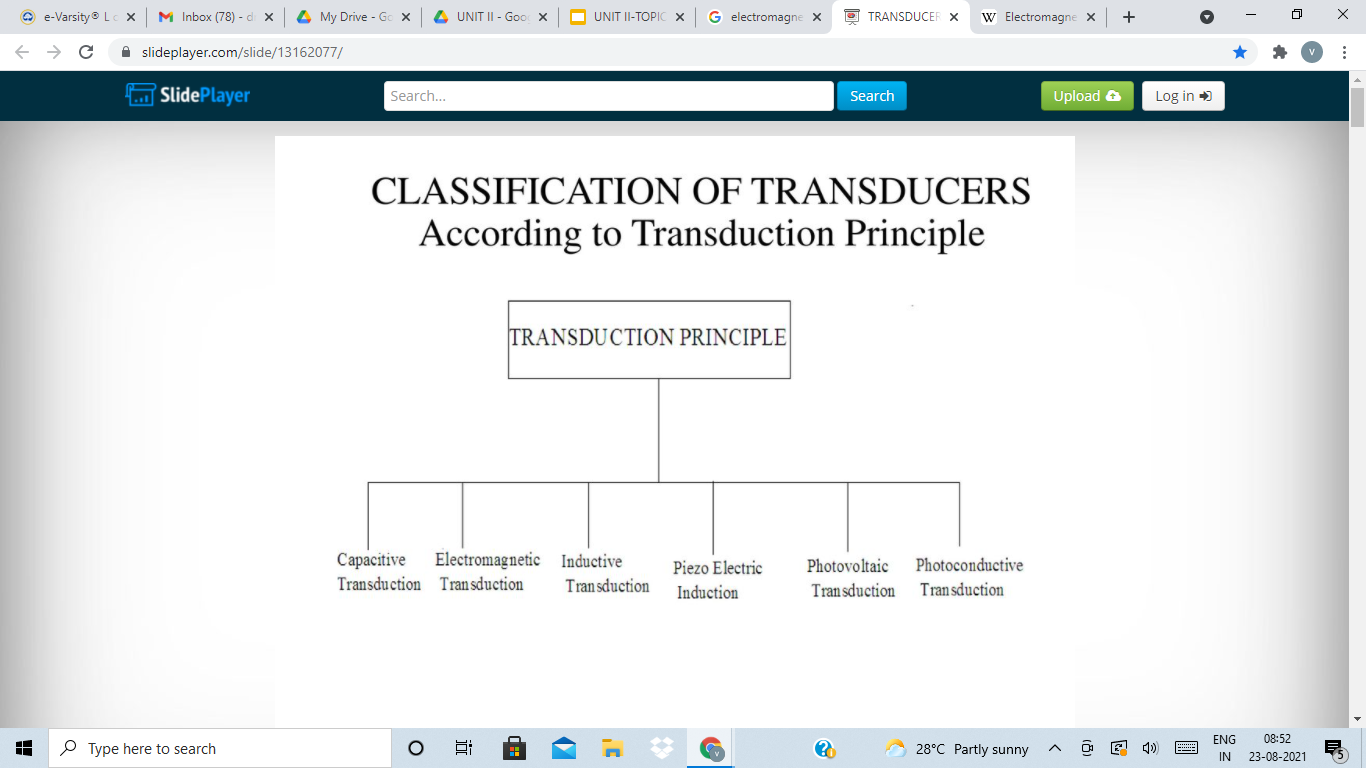 e-Varsity® L
Inbox (78) - d
My Drive - Go
UNIT II - Goo
UNIT II-TOPIC
electromagne
TRANSDUCER
Electromagne
slideplayer.com/slide/13162077/
V
SlidePlayer
Search...
Search
Upload
Log in
CLASSIFICATION OF TRANSDUCERS
According to Transduction Principle
TRANSDUCTION PRINCIPLE
Capacitive
Transduction
Electromagnetic
Transduction
Inductive
Transduction
Piezo Electric
Induction
Photovoltaic
Transduction
Photoconductive
Transduction
Type here to search
28°C Partly sunny
ENG
IN
08:52
23-08-2021
5